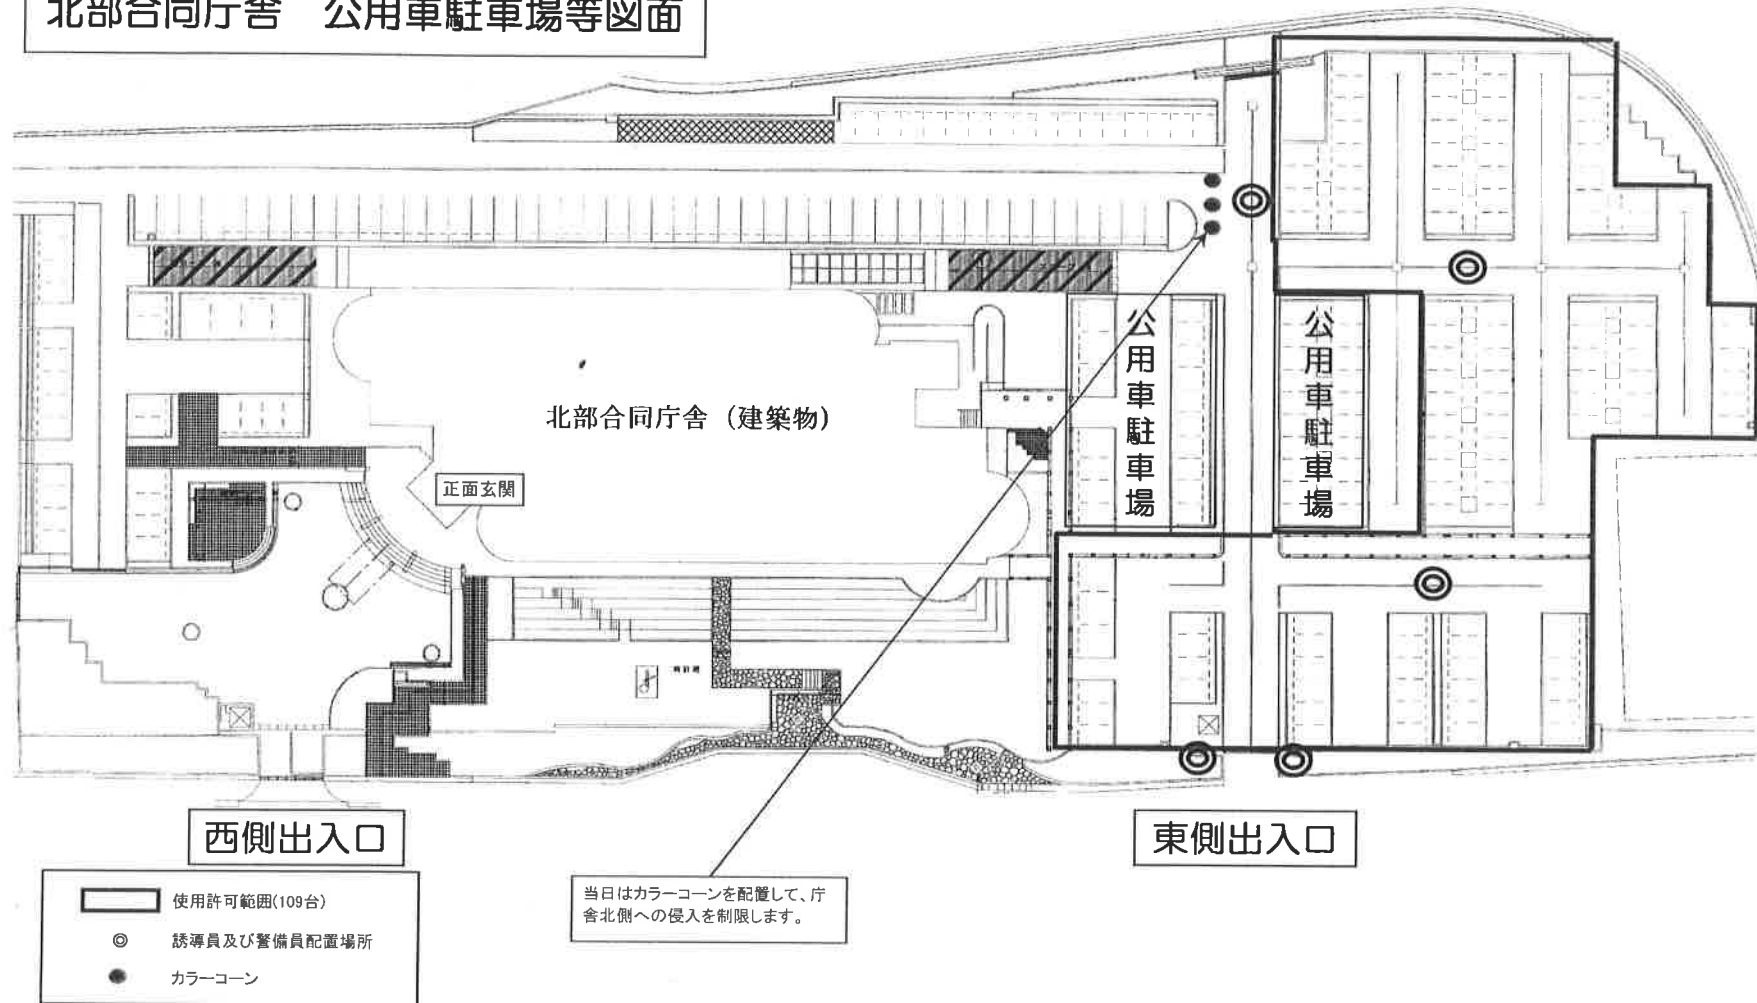 北部合同庁舎　公用車駐車場等図面
公用車駐車場
公用車駐車場
北部合同庁舎（建築物）
正面玄関
西側出入口
東側出入口
使用許可範囲(109台)
誘導員及び警備員配置場所
カラーコーン
当日はカラーコーンを配置して、庁
舎北側への侵入を制限します。